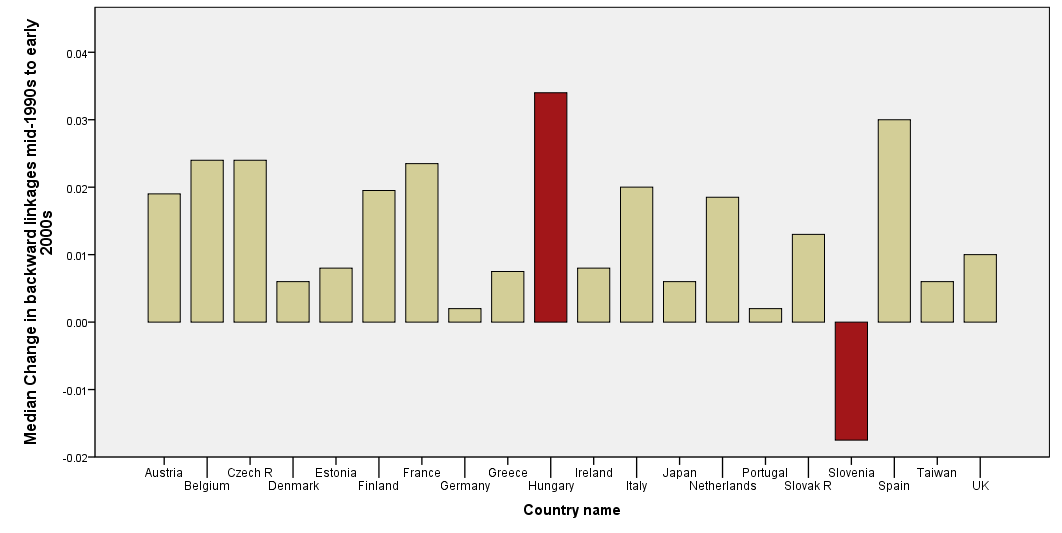 Median Change in backward linkages mid-1990s to early
2000s
0.04
0.03
0.02
0.01
0.00
-0.01
-0.02
Austria
Belgium
Czech R
Denmark
Estonia
Finland
France
Germany
Greece
Hungary
Ireland
Italy
Japan
Netherlands
Portugal
Slovak R
Slovenia
Spain
Taiwan
UK
Country name